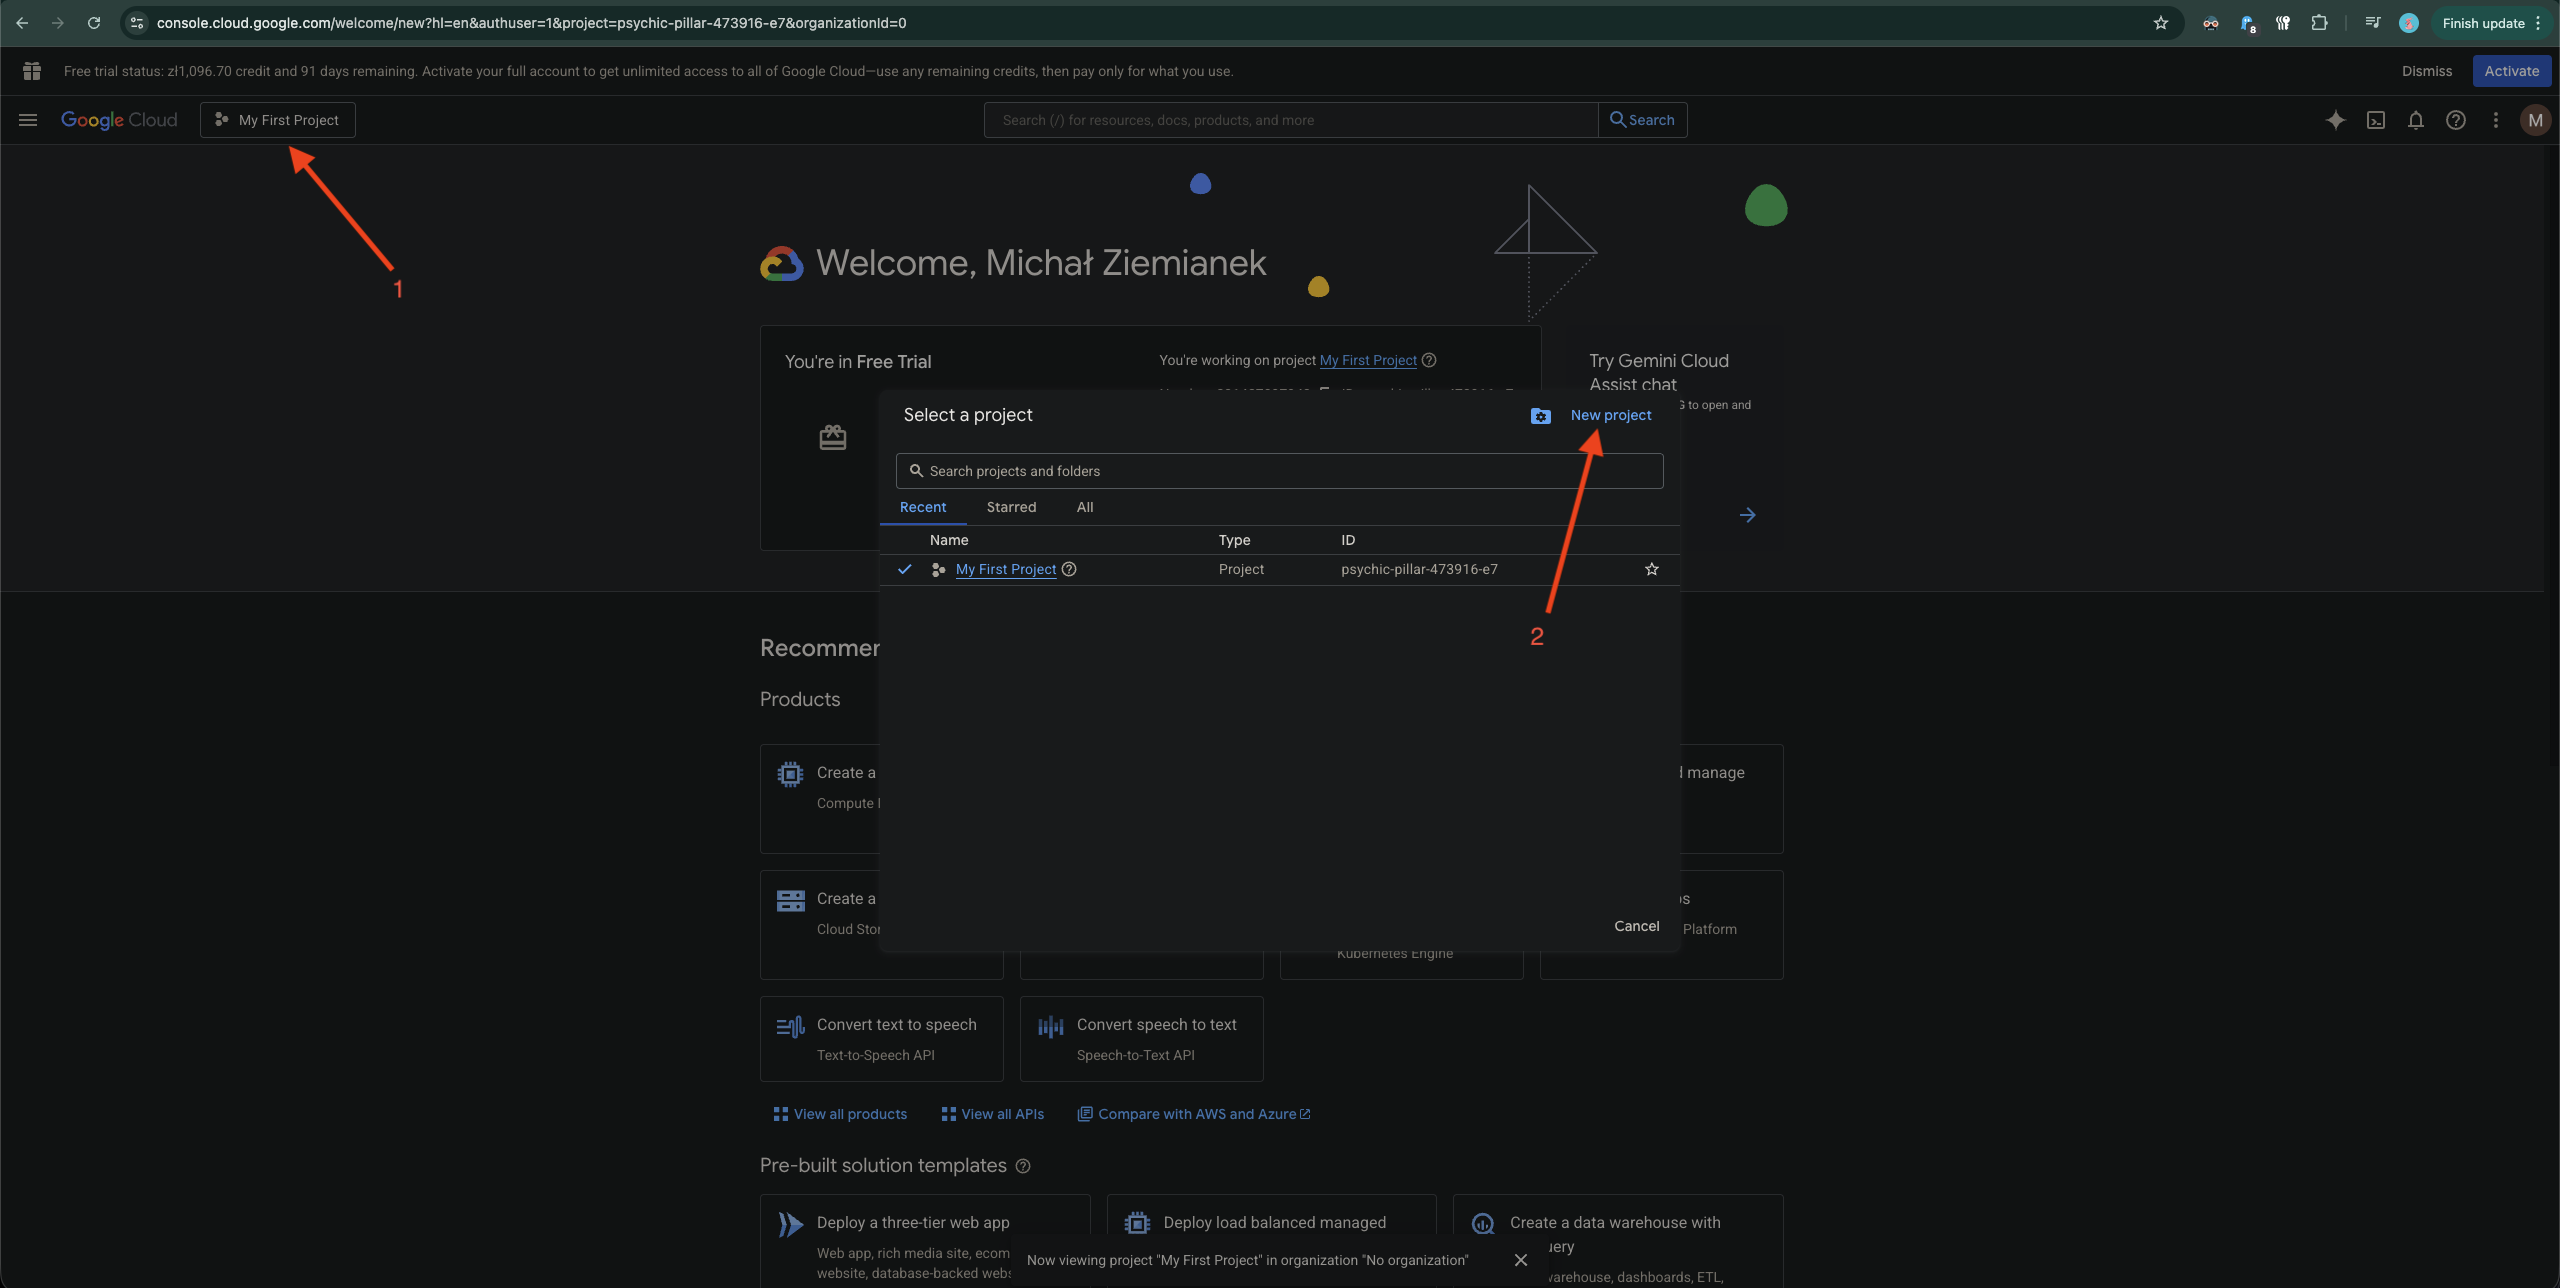 console.cloud.google.com/welcome/new?hl=en&authuser=1&project=psychic-pillar-473916-e7&organizationId=0
8
Finish update
Free trial status: zł1,096.70 credit and 91 days remaining. Activate your full account to get unlimited access to all of Google Cloud—use any remaining credits, then pay only for what you use.
Dismiss
Activate
Google Cloud
My First Project
Search (/) for resources, docs, products, and more
Search
M
1
Welcome, Michał Ziemianek
You're in Free Trial
You're working on project My First Project
Try Gemini Cloud
Assist chat
to open and
Select a project
New project
Search projects and folders
Recent
Starred
All
Name
Type
ID
My First Project
Project
psychic-pillar-473916-e7
2
Cancel
Recommen
Products
Create a
Compute
manage
Create a
Cloud Stor
Kubernetes Engine
Platform
Convert text to speech
Text-to-Speech API
Convert speech to text
Speech-to-Text API
View all products
View all APIs
Compare with AWS and Azure
Pre-built solution templates
Deploy a three-tier web app
Web app, rich media site, ecom
website, database-backed webs
Deploy load balanced managed
Create a data warehouse with
uery
Now viewing project "My First Project" in organization "No organization"
arehouse, dashboards, ETL,